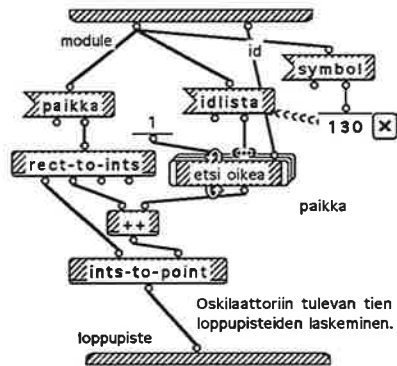 module
id
symbol
paikka
idlista
1
130
rect-to-ints
etsi oikea
paikka
++
ints-to-point
Oskilaattoriin tulevan tien
loppupisteiden laskeminen.
loppupiste